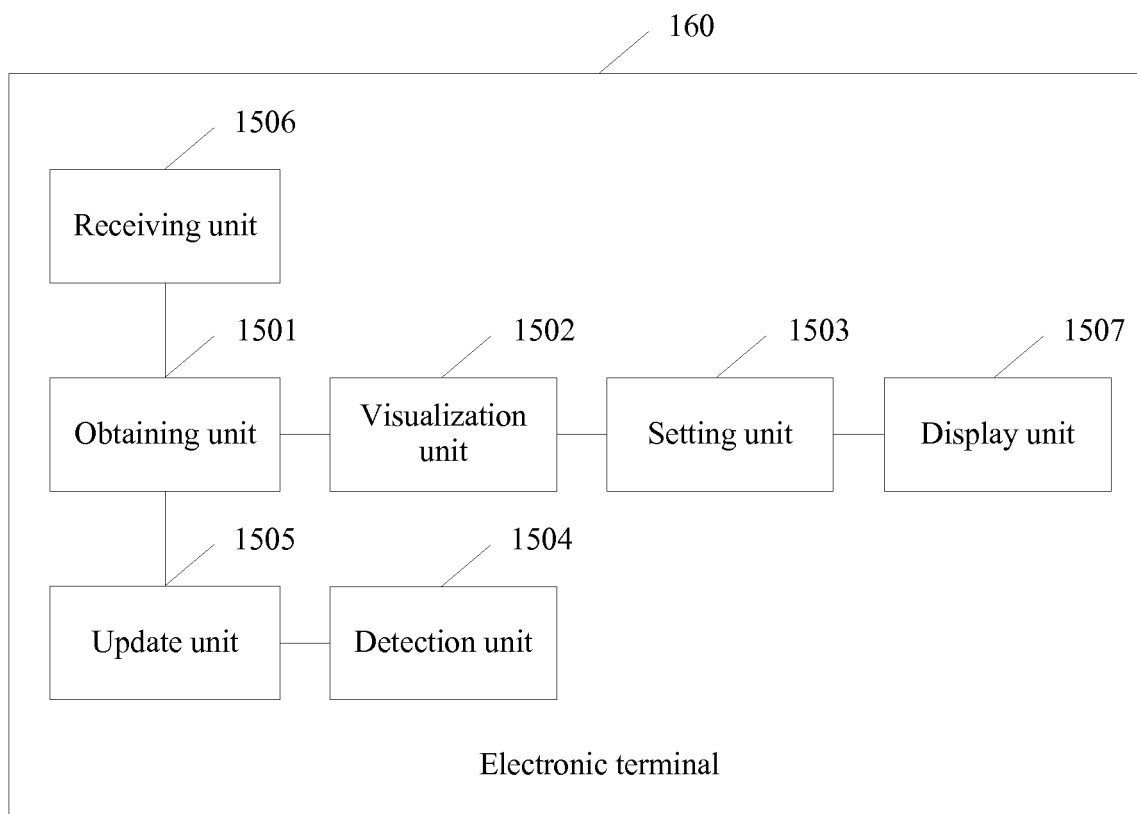 160
1506
Receiving unit
1501
1502
1503
1507
Obtaining unit
Visualization
unit
Setting unit
Display unit
1505
1504
Update unit
Detection unit
Electronic terminal